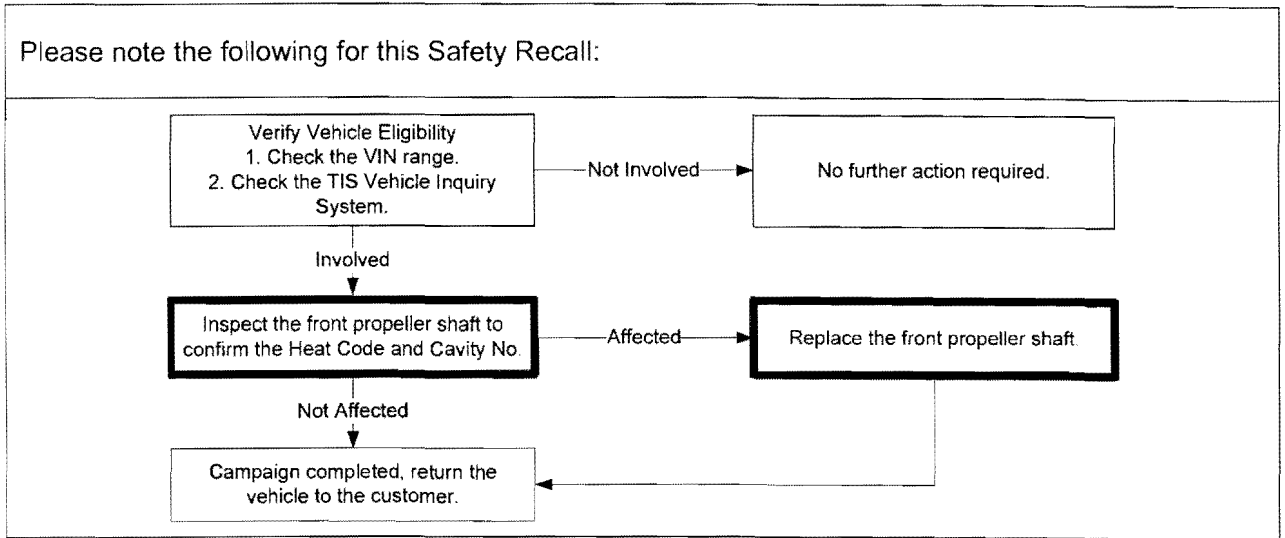 Please note the following for this Safety Recall:
Verify Vehicle Eligibility
1. Check the VIN range.
2. Check the TIS Vehicle Inquiry
System.
Not Involved
No further action required.
Involved
Inspect the front propeller shaft to
confirm the Heat Code and Cavity No.
Affected
Replace the front propeller shaft.
Not Affected
Campaign completed, return the
vehicle to the customer.